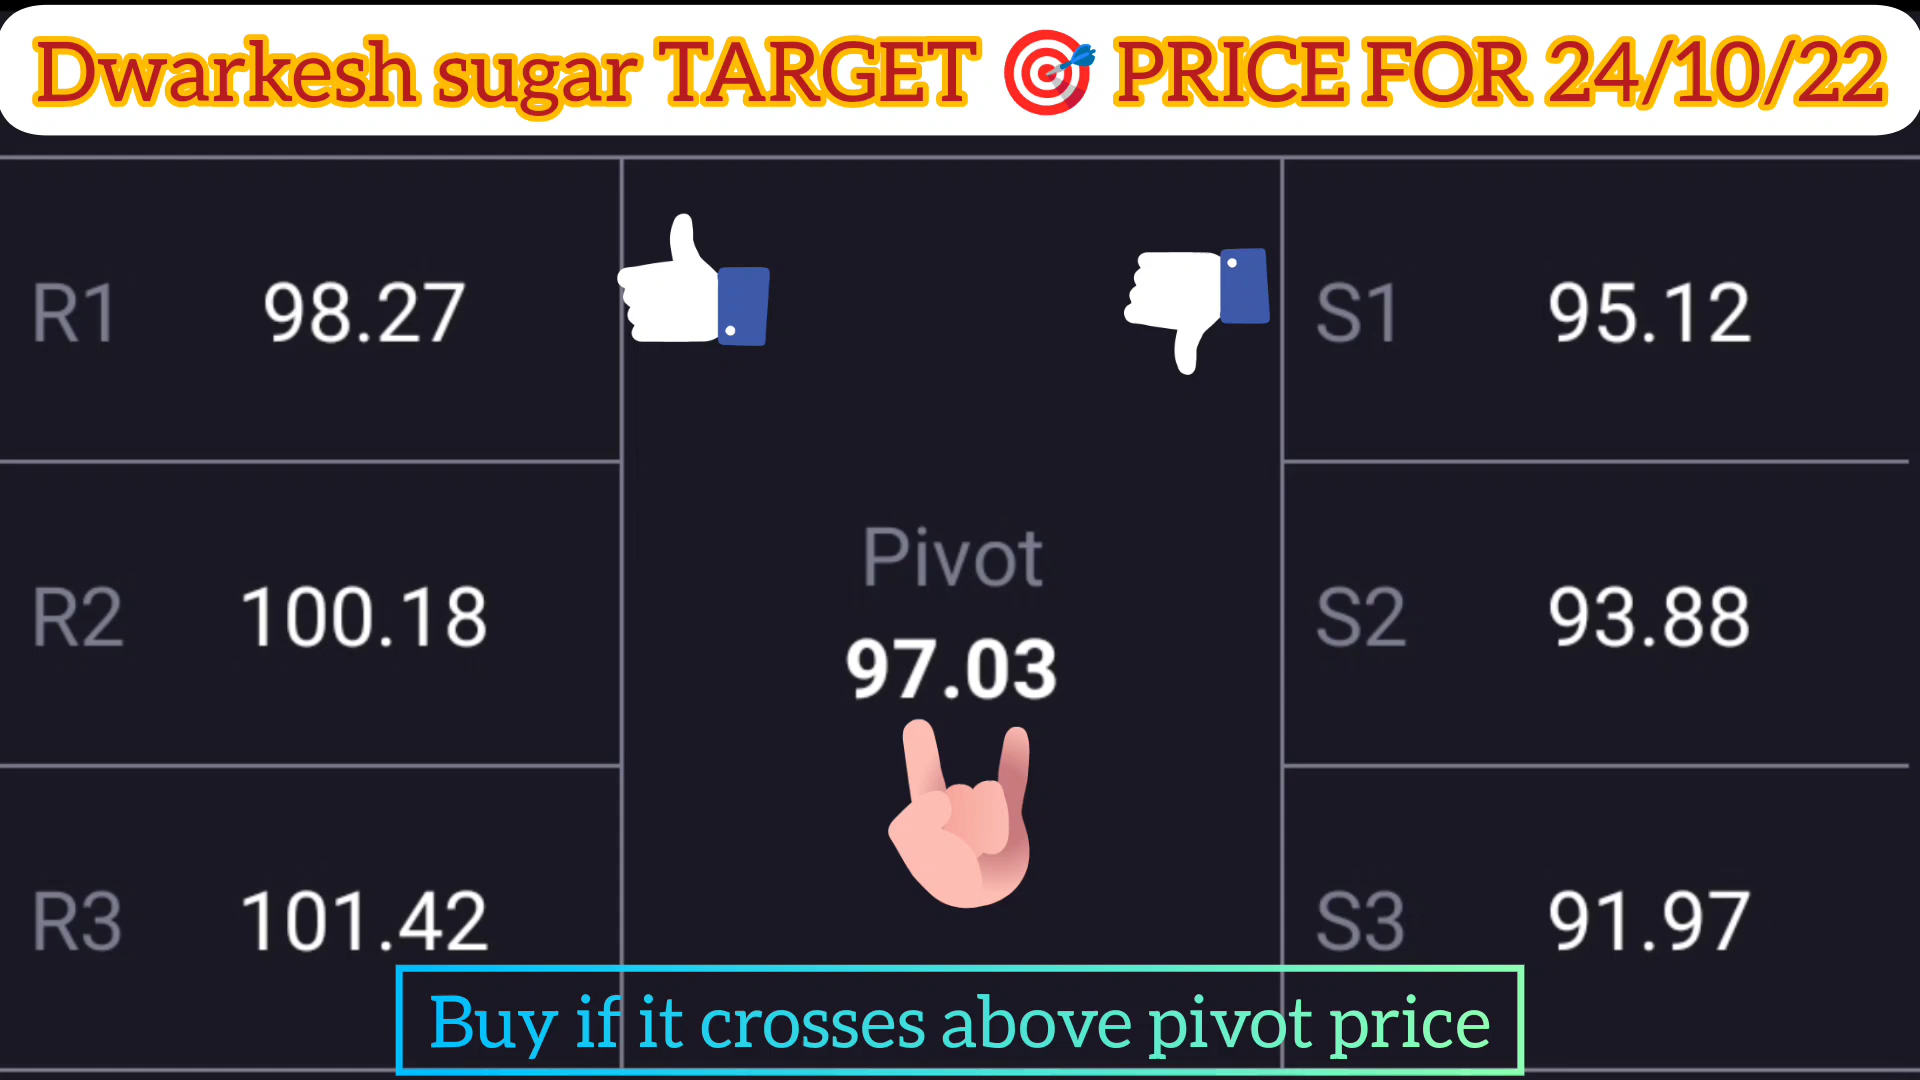 Dwarkesh sugar TARGET 🎯 PRICE FOR 24/10/22
R1 98.27
S1 95.12
R2 100.18
Pivot
97.03
S2 93.88
R3 101.42
S3 91.97
Buy if it crosses above pivot price